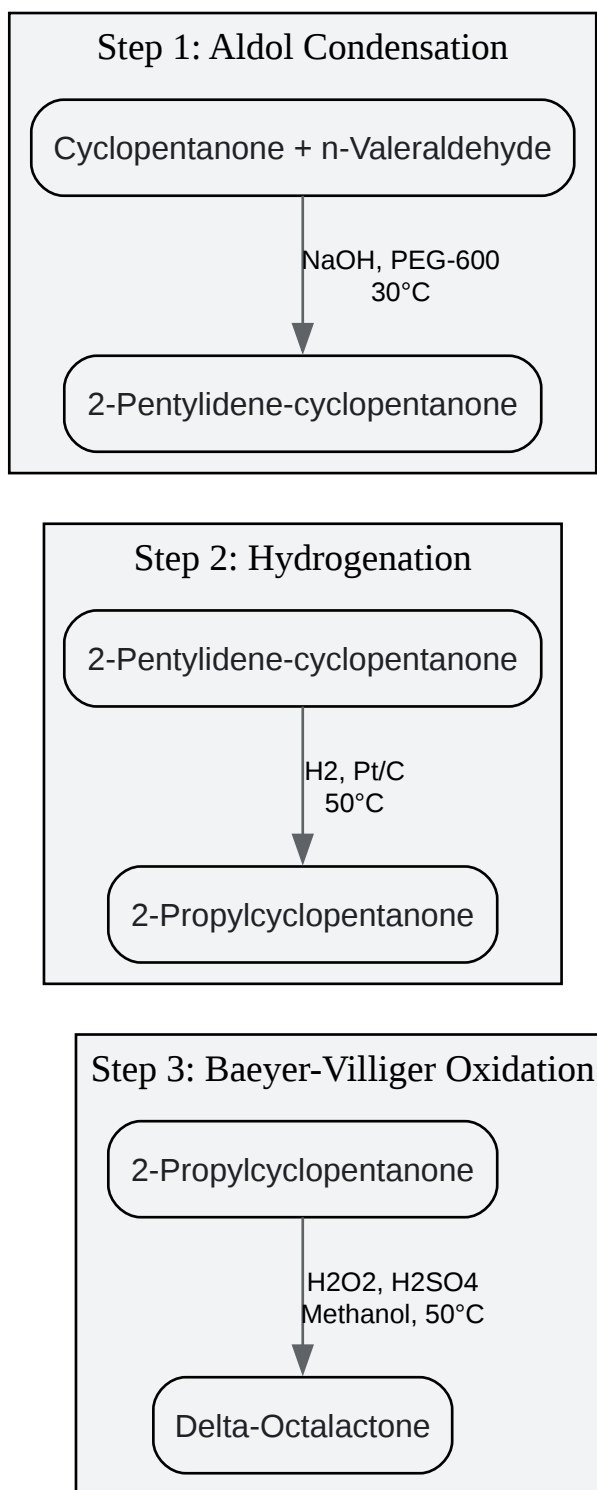 Step 1: Aldol Condensation
Cyclopentanone + n-Valeraldehyde
NaOH, PEG-600
30°C
2-Pentylidene-cyclopentanone
Step 2: Hydrogenation
2-Pentylidene-cyclopentanone
H2, Pt/C
50°C
2-Propylcyclopentanone
Step 3: Baeyer-Villiger Oxidation
2-Propylcyclopentanone
H2O2, H2SO4
Methanol, 50°C
Delta-Octalactone